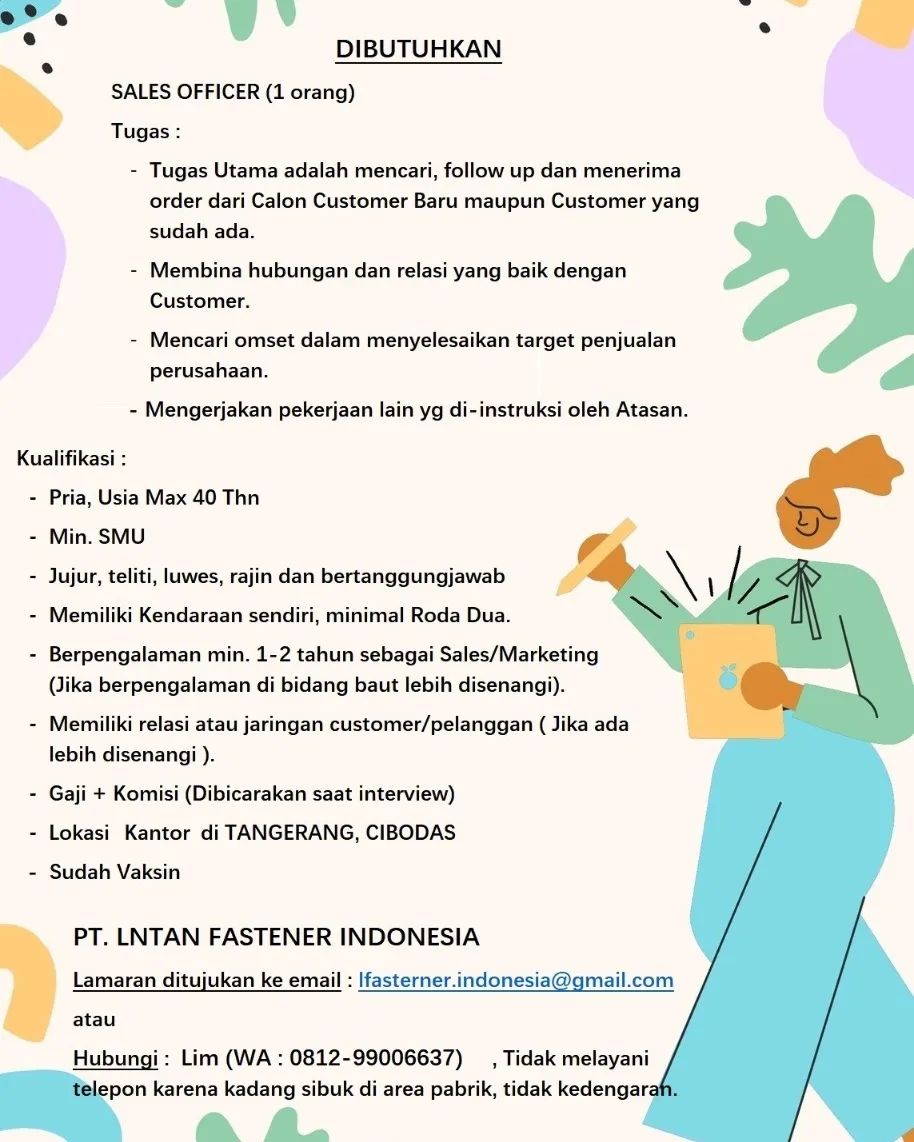 DIBUTUHKAN
SALES OFFICER (1 orang)
Tugas :
- Tugas Utama adalah mencari, follow up dan menerima
order dari Calon Customer Baru maupun Customer yang
sudah ada.
- Membina hubungan dan relasi yang baik dengan
Customer.
- Mencari omset dalam menyelesaikan target penjualan
perusahaan.
- Mengerjakan pekerjaan lain yg di-instruksi oleh Atasan.
Kualifikasi :
- Pria, Usia Max 40 Thn
- Min. SMU
- Jujur, teliti, luwes, rajin dan bertanggungjawab
- Memiliki Kendaraan sendiri, minimal Roda Dua.
- Berpengalaman min. 1-2 tahun sebagai Sales/Marketing
(Jika berpengalaman di bidang baut lebih disenangi).
- Memiliki relasi atau jaringan customer/pelanggan ( Jika ada
lebih disenangi ).
- Gaji + Komisi (Dibicarakan saat interview)
- Lokasi Kantor di TANGERANG, CIBODAS
- Sudah Vaksin
PT. LNTAN FASTENER INDONESIA
Lamaran ditujukan ke email : lfasterner.indonesia@gmail.com
atau
Hubungi : Lim (WA : 0812-99006637) , Tidak melayani
telepon karena kadang sibuk di area pabrik, tidak kedengaran.